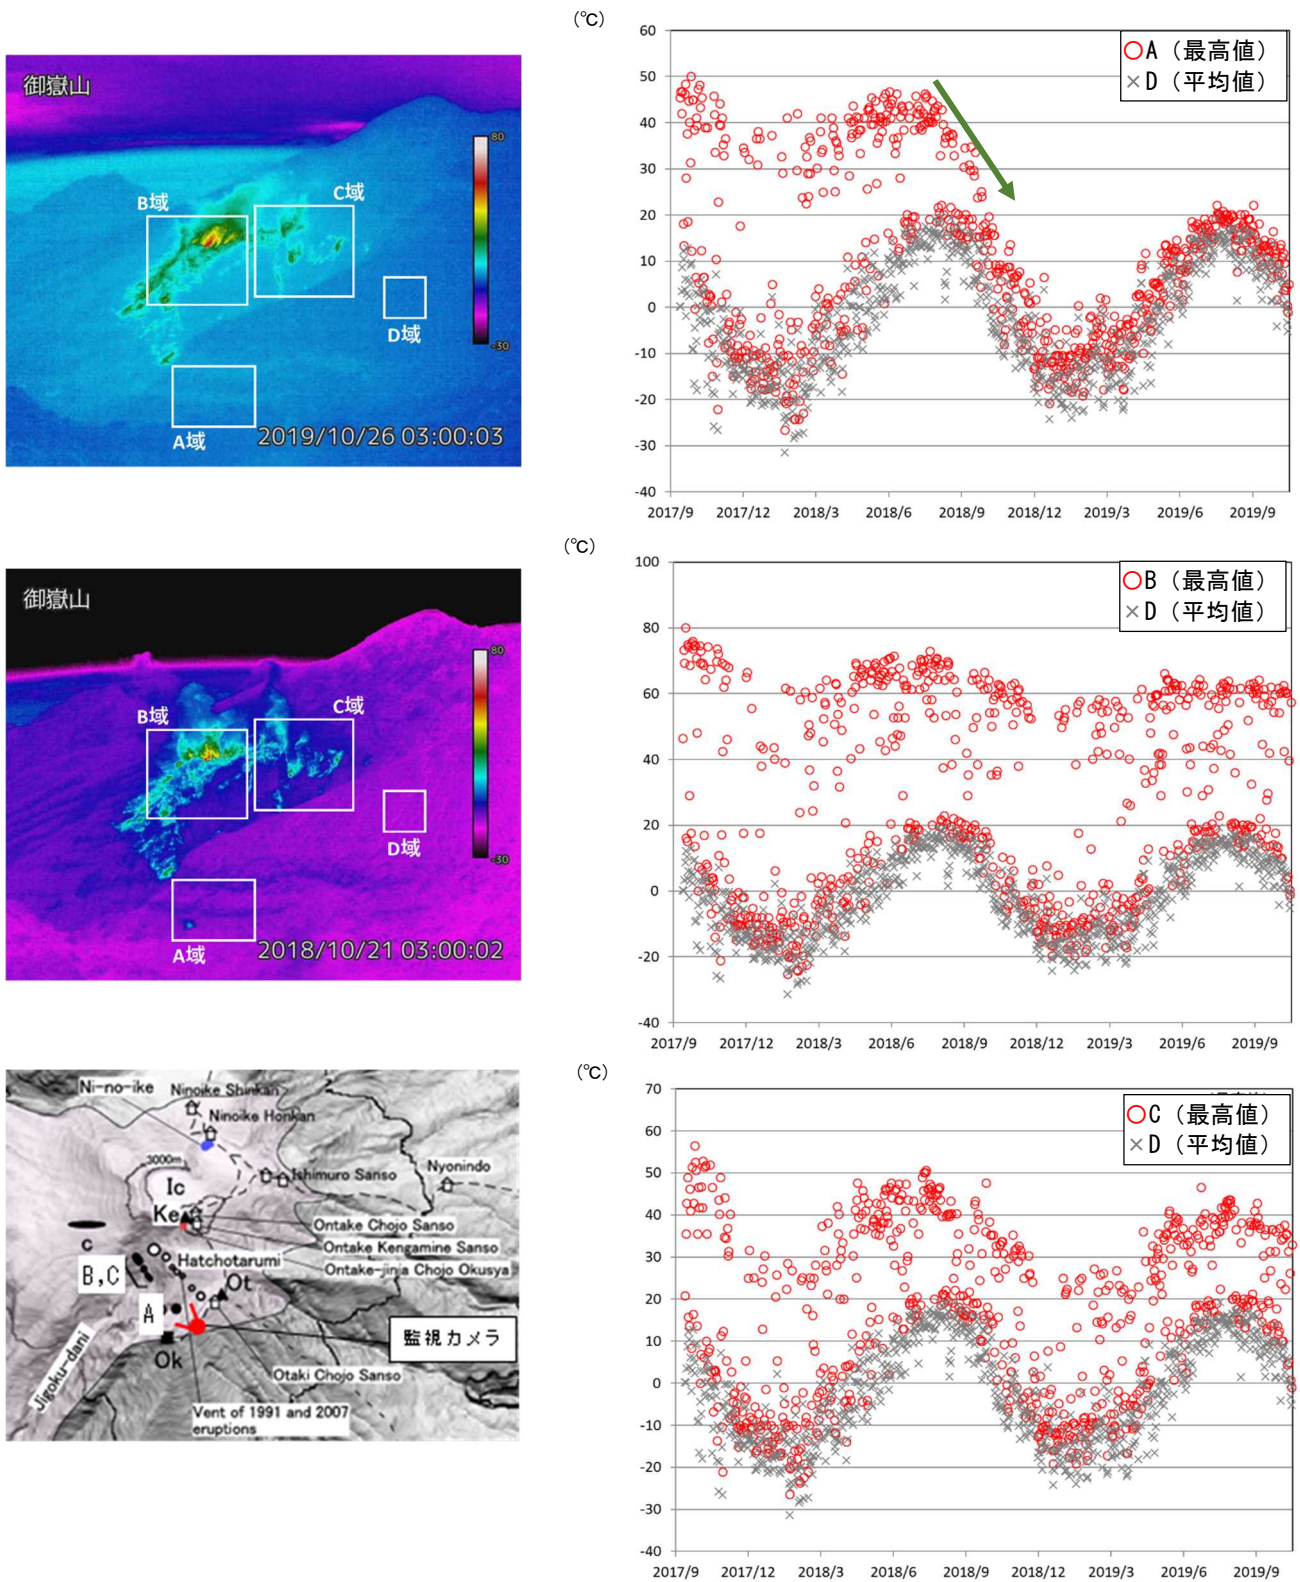 (℃)
60
50
40
30
20
10
0
-10
-20
-30
-40
2017/9 2017/12 2018/3 2018/6 2018/9 2018/12 2019/3 2019/6 2019/9
A (最高値)
D (平均値)
御嶽山
80
-30
B域
C域
D域
A域
2019/10/26 03:00:03
(℃)
100
80
60
40
20
0
-20
-40
2017/9 2017/12 2018/3 2018/6 2018/9 2018/12 2019/3 2019/6 2019/9
B (最高値)
D (平均値)
御嶽山
80
-30
B域
C域
D域
A域
2018/10/21 03:00:02
(℃)
70
60
50
40
30
20
10
0
-10
-20
-30
-40
2017/9 2017/12 2018/3 2018/6 2018/9 2018/12 2019/3 2019/6 2019/9
C (最高値)
D (平均値)
Ni-no-ike
Ninoike Shinkan
Ninoike Honkan
3000m
Ishimuro Sanso
Nyonindo
Ic
Ke
Ontake Chojo Sanso
c
Ontake Kengamine Sanso
Hatchotarumi
Ontake-jinja Chojo Okusya
B,C
Ot
A
監視カメラ
Ok
Otaki Chojo Sanso
Jigoku-dani
Vent of 1991 and 2007
eruptions